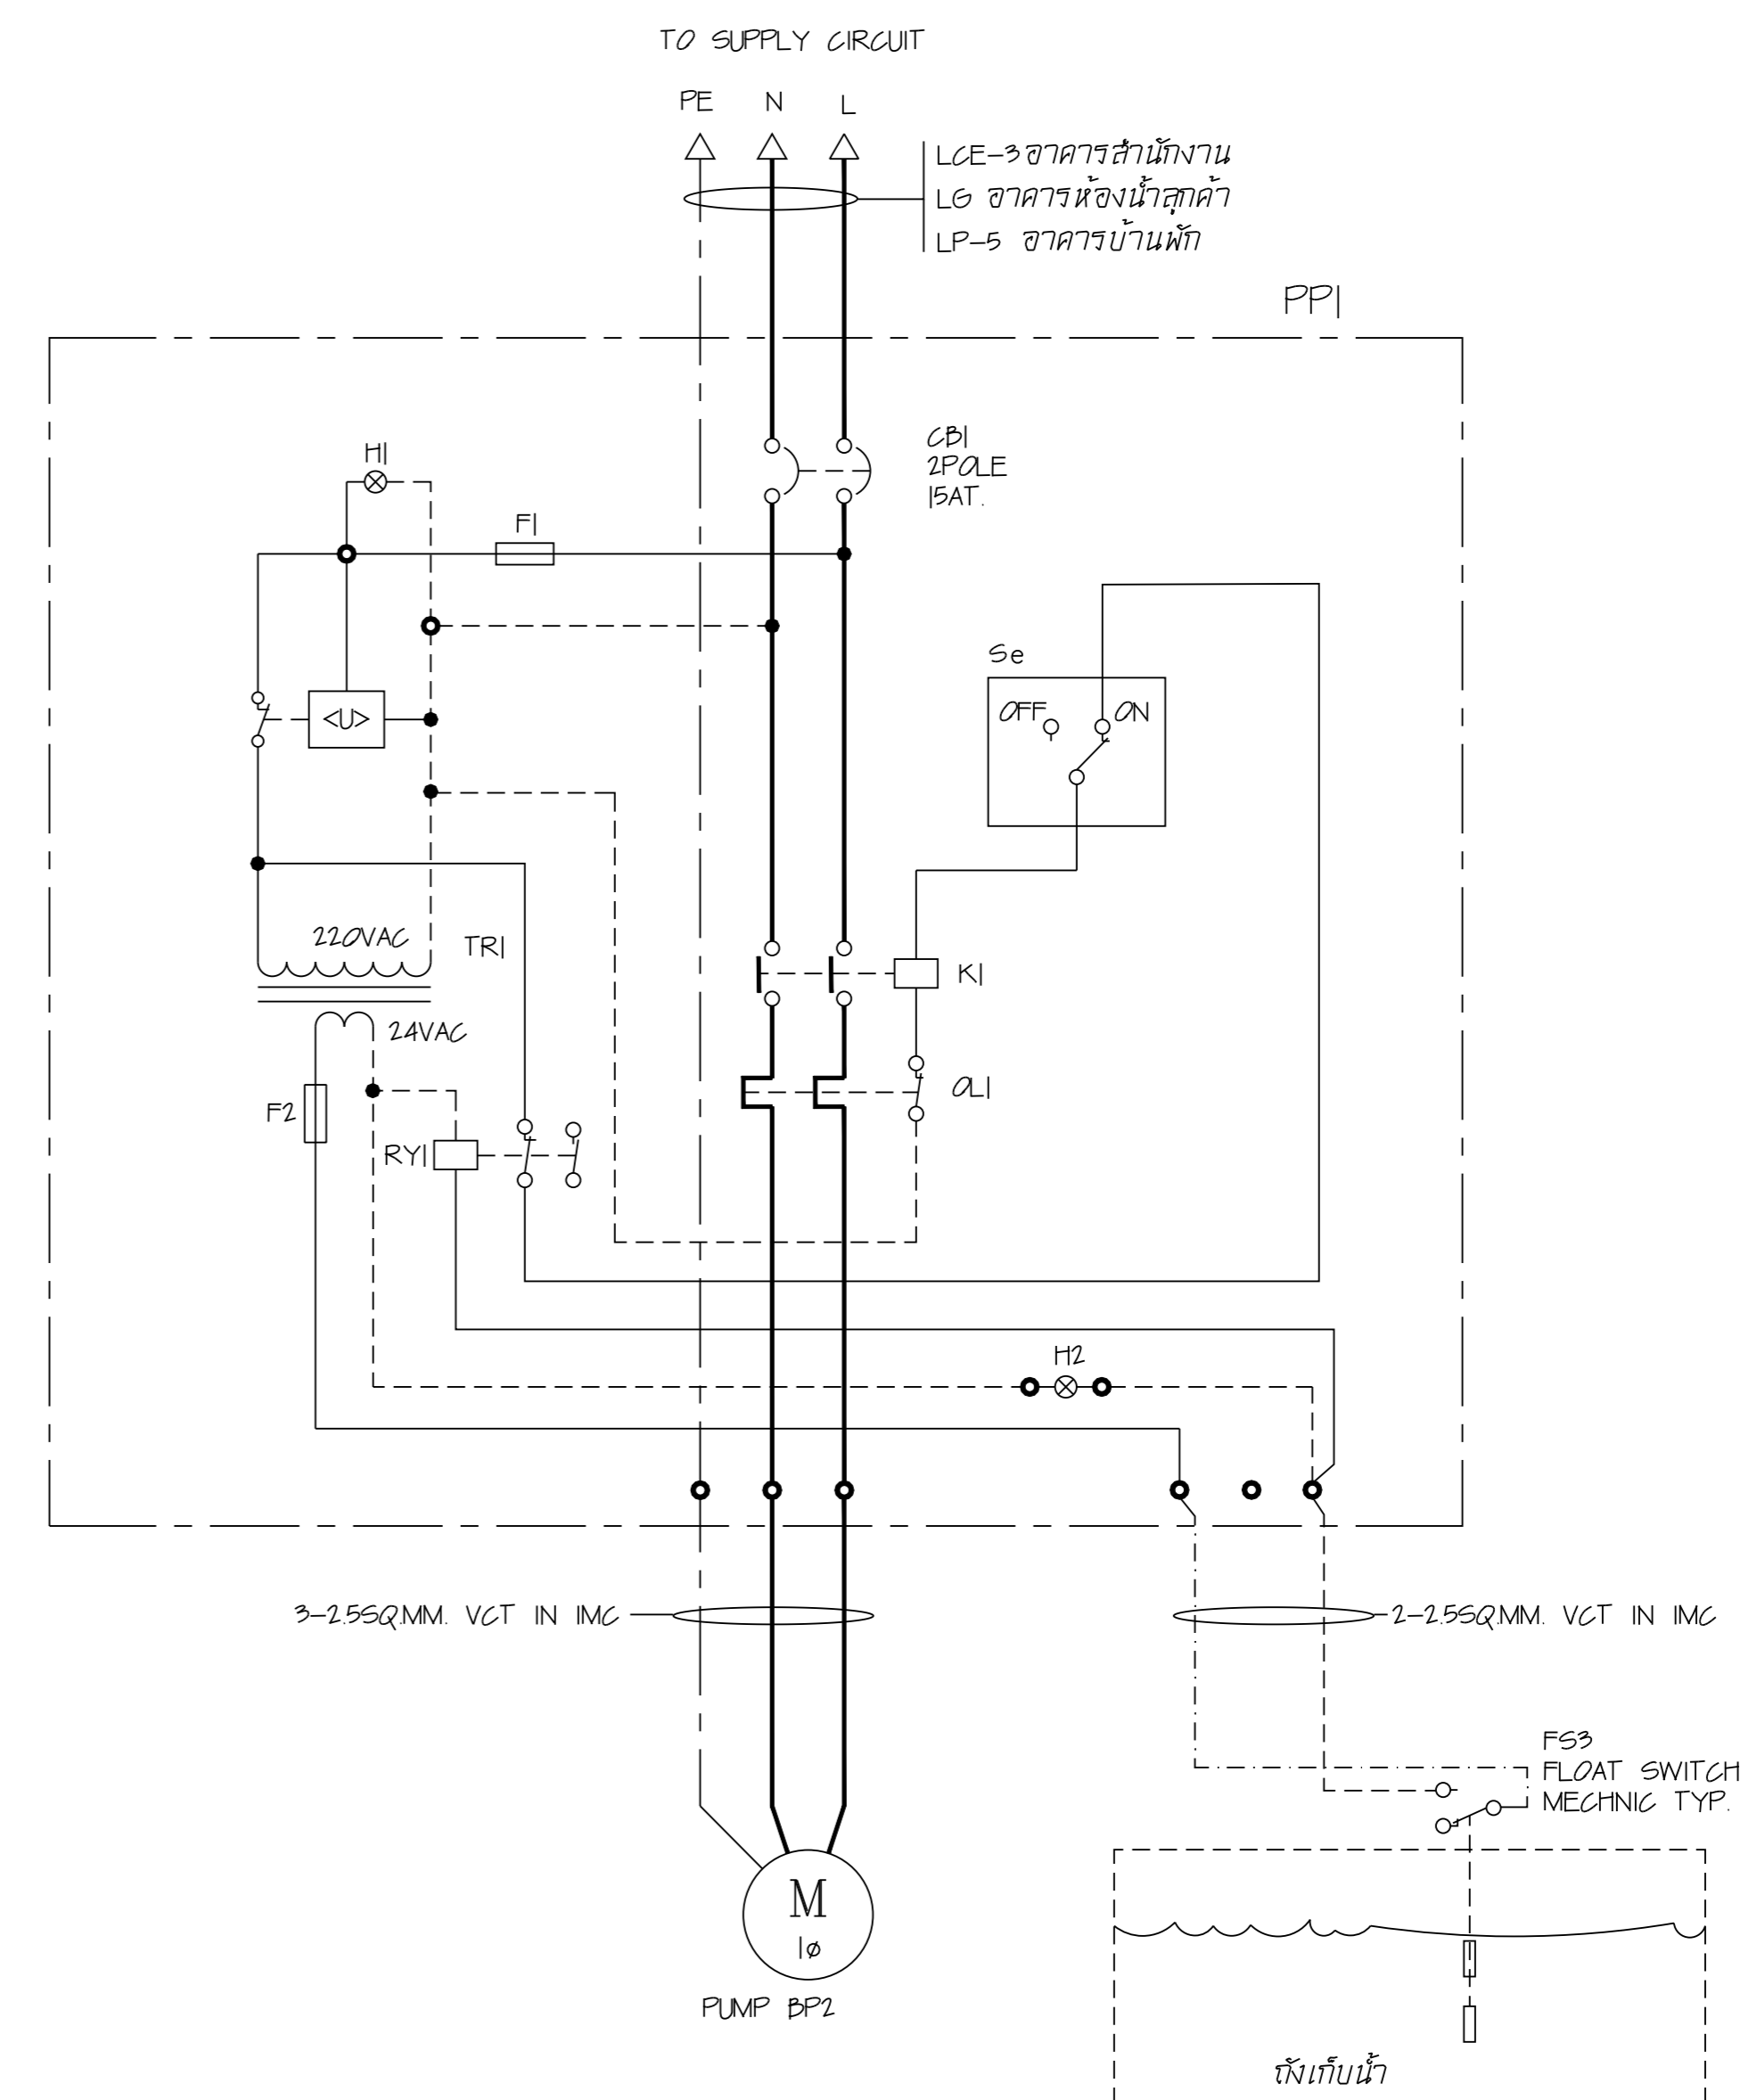 TO SUPPLY CIRCUIT
PE N L
LCE-3 อาคารสำนักงาน
LG อาคารห้องน้ำลูกค้า
LP-5 อาคารบ้านพัก
PP1
CB1
2POLE
15AT.
H1
F1
Se
OFF ON
<U>
220VAC
TR1
K1
24VAC
OL1
F2
RY1
H2
3-2.5SQ.MM. VCT IN IMC
2-2.5SQ.MM. VCT IN IMC
FS3
FLOAT SWITCH
MECHNIC TYP.
M
1ø
PUMP BP2
ถังเก็บน้ำ